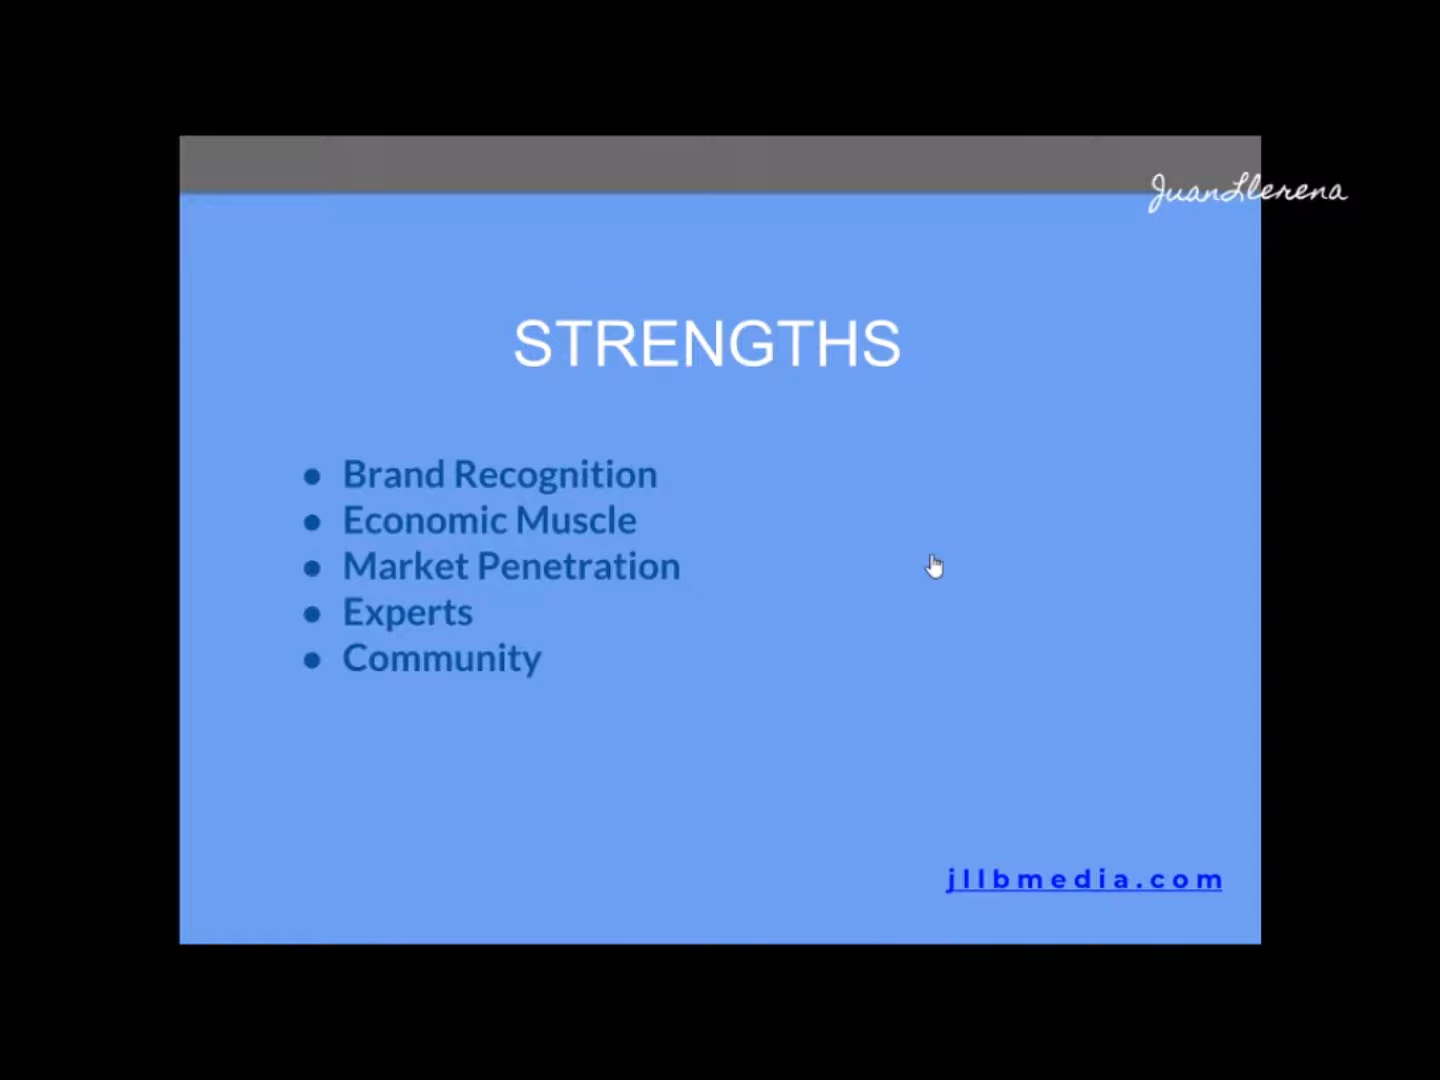 JuanLlerena
STRENGTHS
● Brand Recognition
● Economic Muscle
● Market Penetration
● Experts
● Community
jllbmedia.com